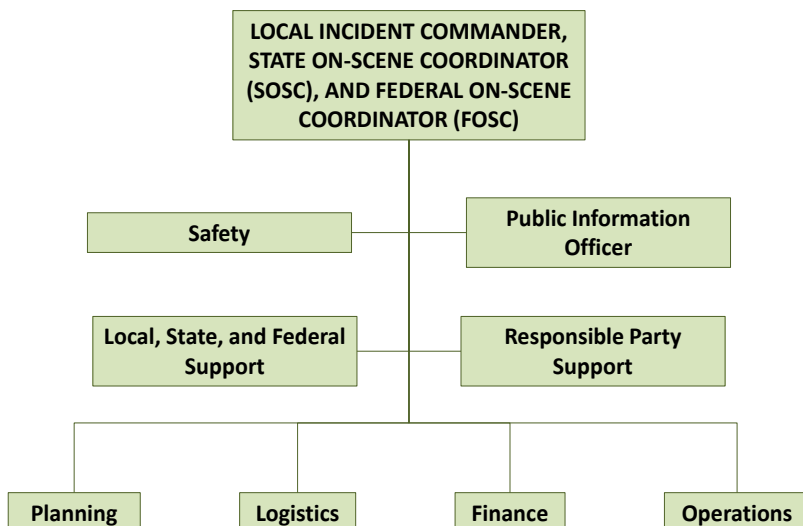 LOCAL INCIDENT COMMANDER,
STATE ON-SCENE COORDINATOR
(SOSC), AND FEDERAL ON-SCENE
COORDINATOR (FOSC)
Safety
Public Information
Officer
Local, State, and Federal
Support
Responsible Party
Support
Planning
Logistics
Finance
Operations